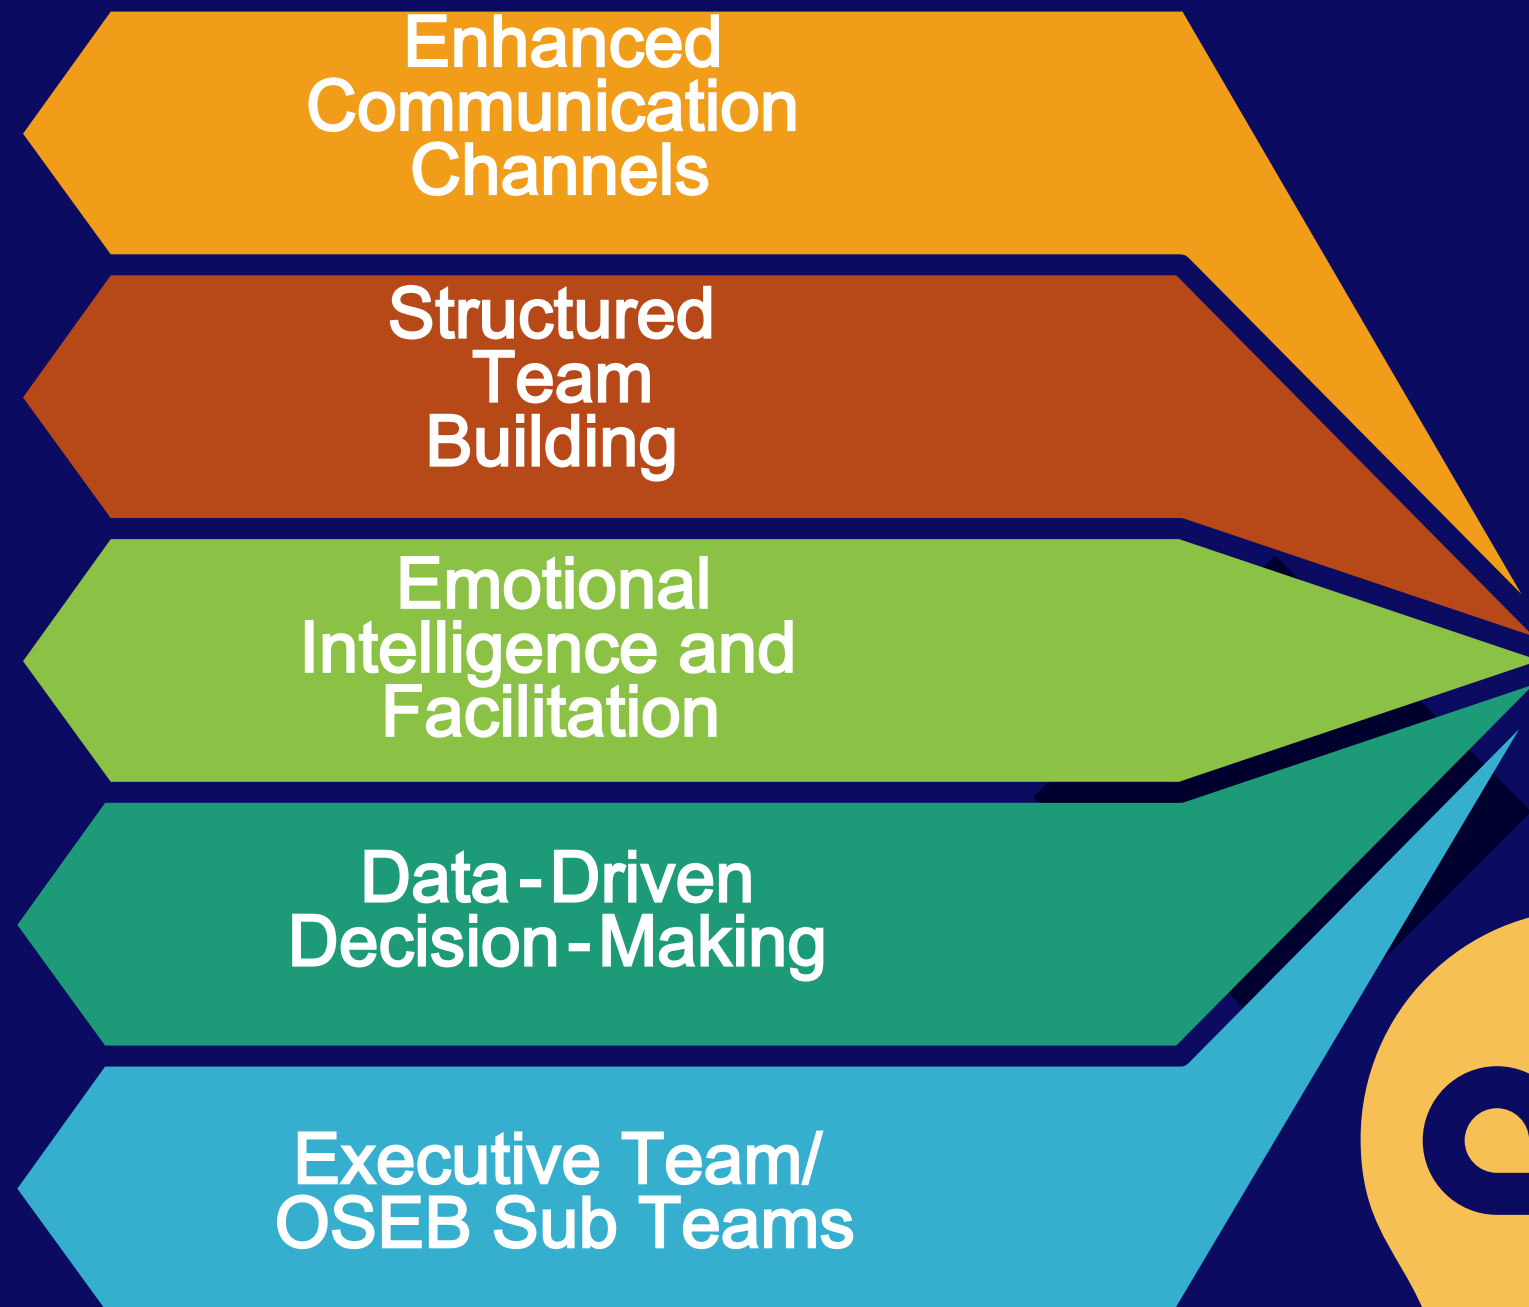 Enhanced
Communication
Channels
Structured
Team
Building
Emotional
Intelligence and
Facilitation
Data-Driven
Decision-Making
Executive Team/
OSEB Sub Teams